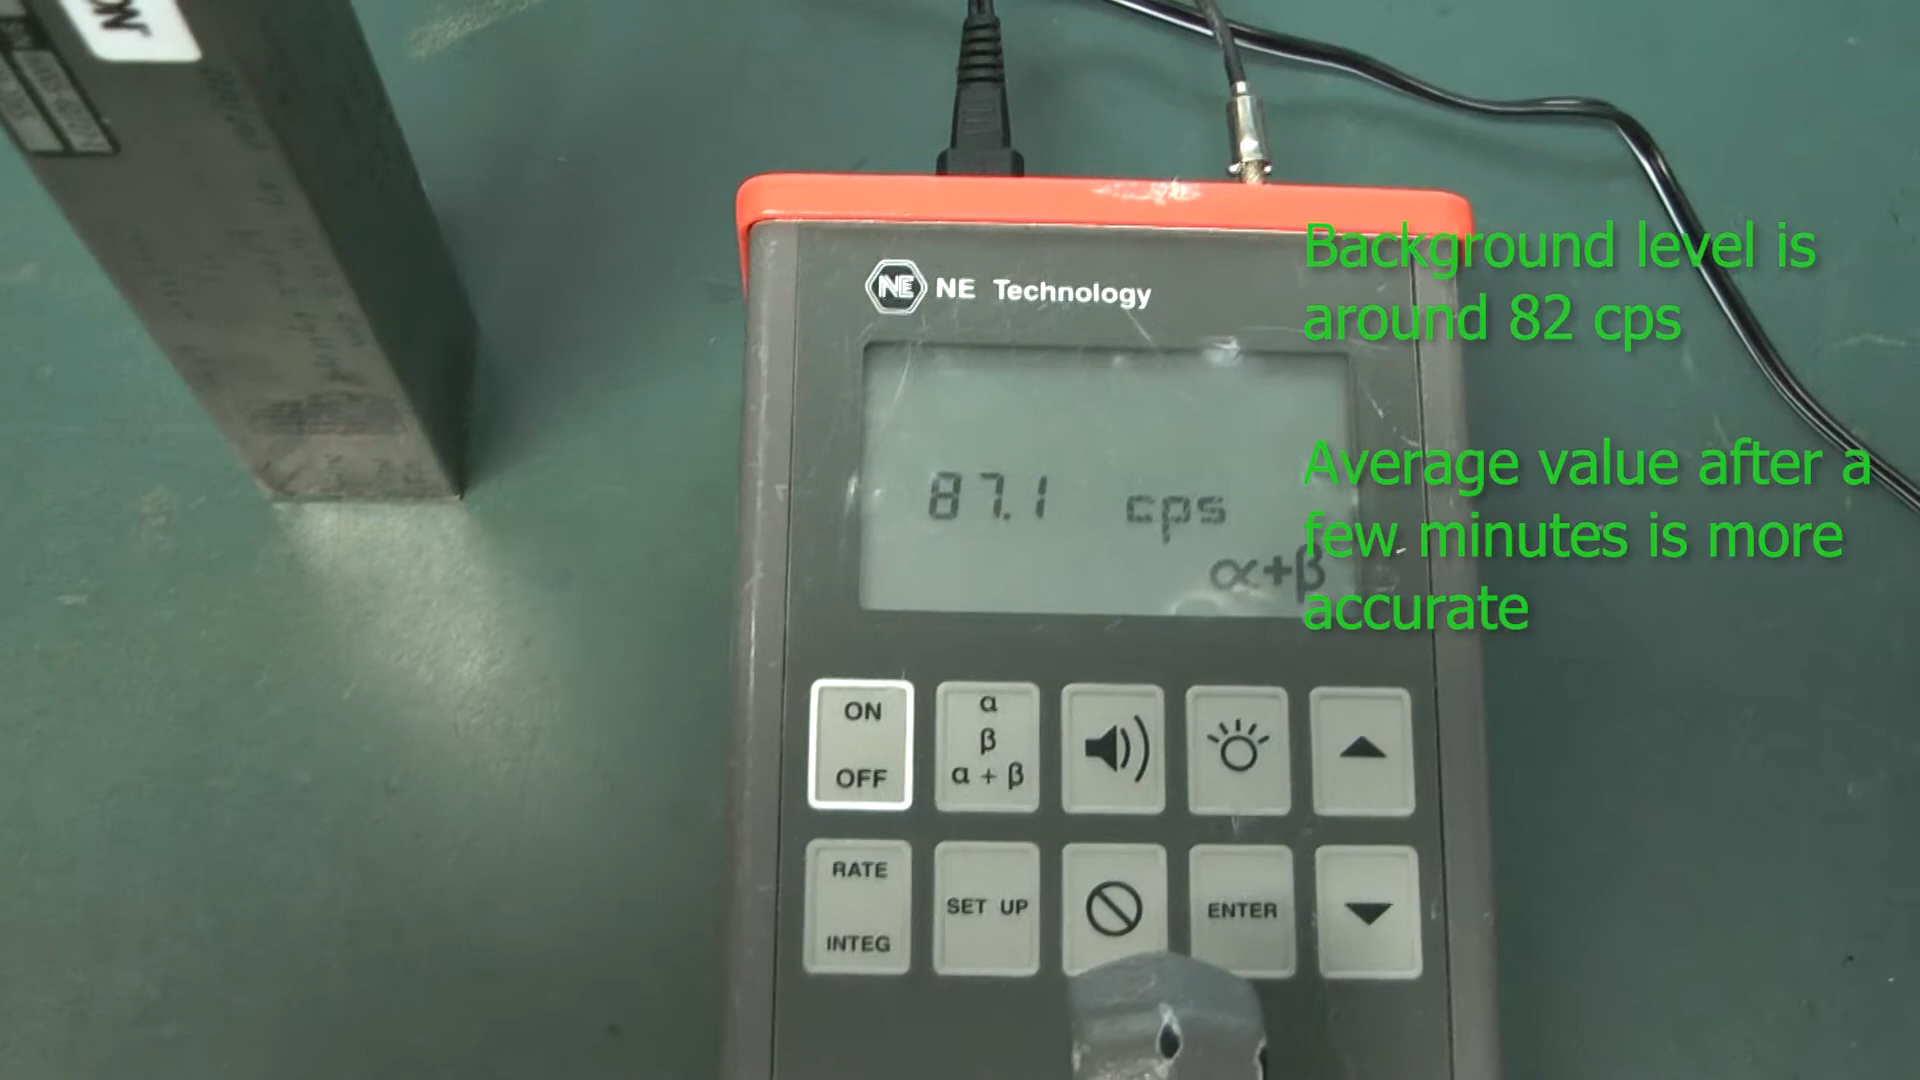 NE NE Technology
Background level is
around 82 cps
87.1 cps
α+β
Average value after a
few minutes is more
accurate
ON
OFF
α
β
α + β
RATE
INTEG
SET UP
ENTER